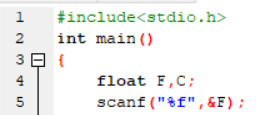 1 #include<stdio.h>
2 int main()
3 {
4 float F,C;
5 scanf("%f",&F);